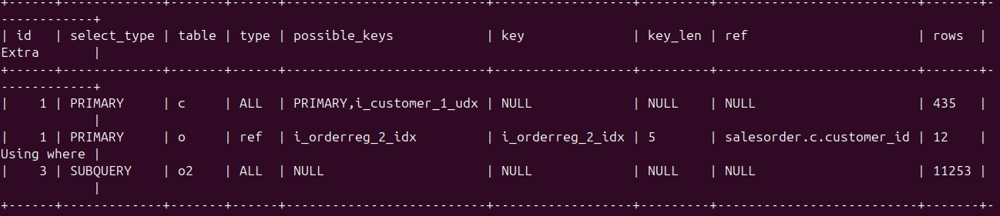 +------+-------------+-------+------+---------------------------+-------------------+---------+---------------------------+-------+-
------------+
| id   | select_type | table | type | possible_keys             | key               | key_len | ref                       | rows  |
Extra       |
+------+-------------+-------+------+---------------------------+-------------------+---------+---------------------------+-------+-
------------+
|    1 | PRIMARY     | c     | ALL  | PRIMARY,i_customer_1_udx | NULL              | NULL    | NULL                      | 435   |
            |
|    1 | PRIMARY     | o     | ref  | i_orderreg_2_idx          | i_orderreg_2_idx | 5       | salesorder.c.customer_id | 12    |
Using where |
|    3 | SUBQUERY    | o2    | ALL  | NULL                      | NULL              | NULL    | NULL                      | 11253 |
            |
+------+-------------+-------+------+---------------------------+-------------------+---------+---------------------------+-------+-